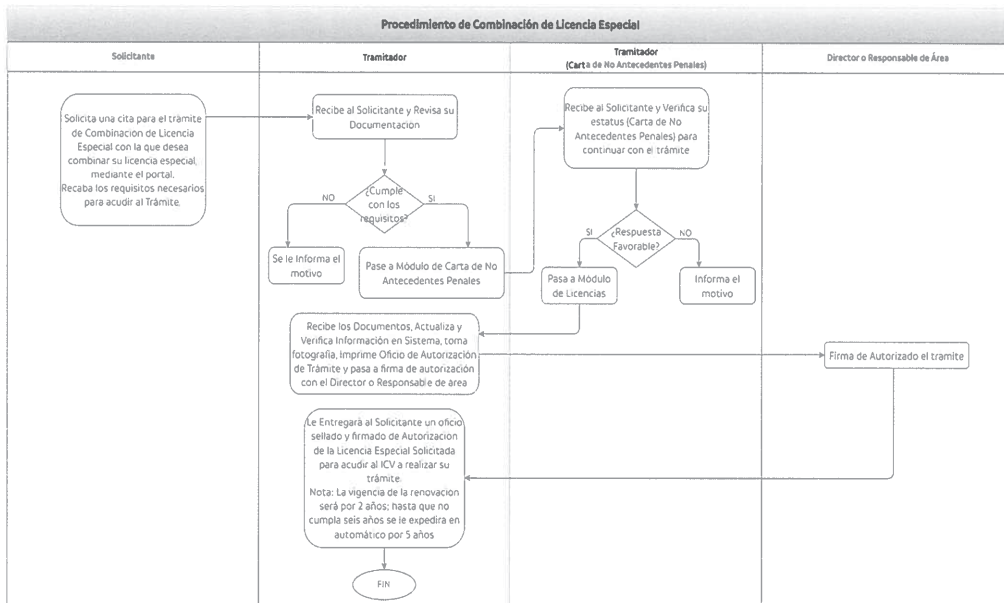 Procedimiento de Combinación de Licencia Especial
Solicitante
Tramitador
Tramitador
(Carta de No Antecedentes Penales)
Director o Responsable de Área
Solicita una cita para el trámite
de Combinación de Licencia
Especial con la que desea
combinar su licencia especial,
mediante el portal.
Recaba los requisitos necesarios
para acudir al Trámite.
Recibe al Solicitante y Revisa su
Documentación
¿Cumple
con los
requisitos?
NO
SI
Se le Informa el
motivo
Pase a Módulo de Carta de No
Antecedentes Penales
Recibe al Solicitante y Verifica su
estatus (Carta de No
Antecedentes Penales) para
continuar con el trámite
¿Respuesta
Favorable?
SI
NO
Pasa a Módulo
de Licencias
Informa el
motivo
Recibe los Documentos, Actualiza y
Verifica Información en Sistema, toma
fotografía, Imprime Oficio de Autorización
de Trámite y pasa a firma de autorización
con el Director o Responsable de área
Firma de Autorizado el tramite
Le Entregará al Solicitante un oficio
sellado y firmado de Autorizacion
de la Licencia Especial Solicitada
para acudir al ICV a realizar su
trámite.
Nota: La vigencia de la renovacion
será por 2 años; hasta que no
cumpla seis años se le expedira en
automático por 5 años
FIN